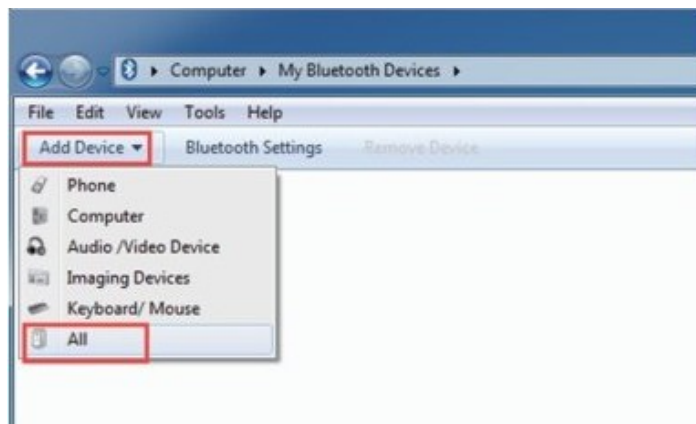 Computer ▸ My Bluetooth Devices ▸
File Edit View Tools Help
Add Device ▾ Bluetooth Settings Remove Device
Phone
Computer
Audio /Video Device
Imaging Devices
Keyboard/ Mouse
All